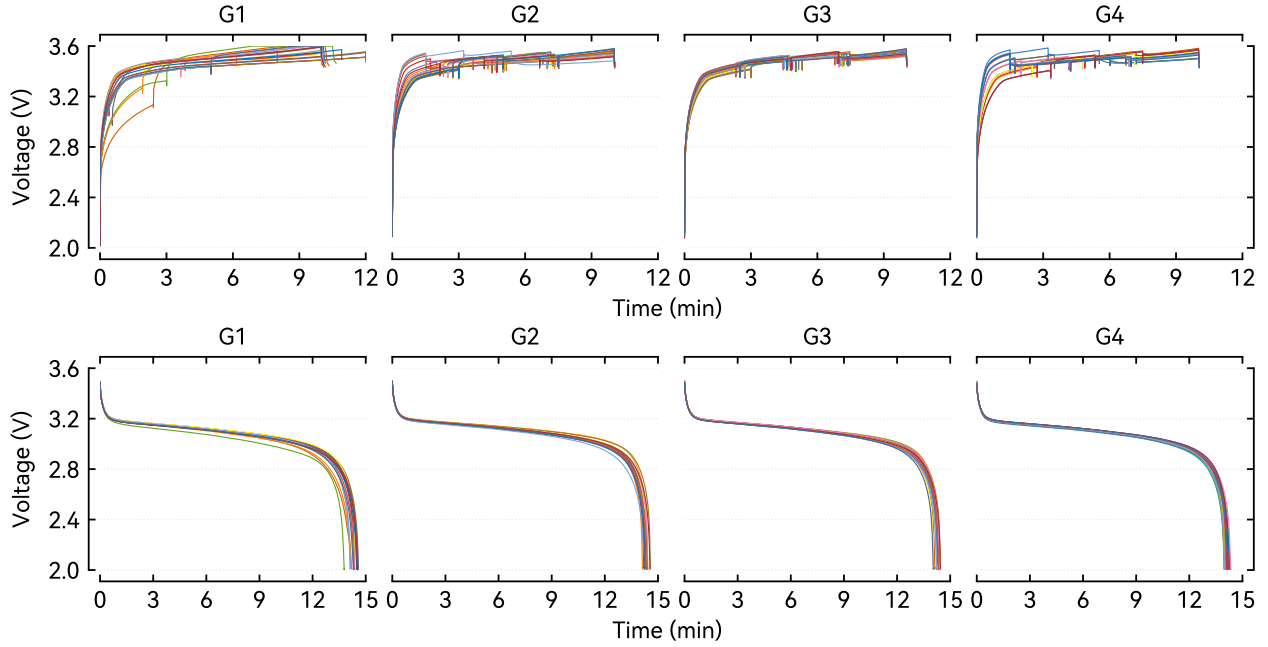 G1 G2 G3 G4
Voltage (V)
3.6
3.2
2.8
2.4
2.0
0 3 6 9 12 0 3 6 9 12 0 3 6 9 12 0 3 6 9 12
Time (min)
G1 G2 G3 G4
Voltage (V)
3.6
3.2
2.8
2.4
2.0
0 3 6 9 12 15 0 3 6 9 12 15 0 3 6 9 12 15 0 3 6 9 12 15
Time (min)